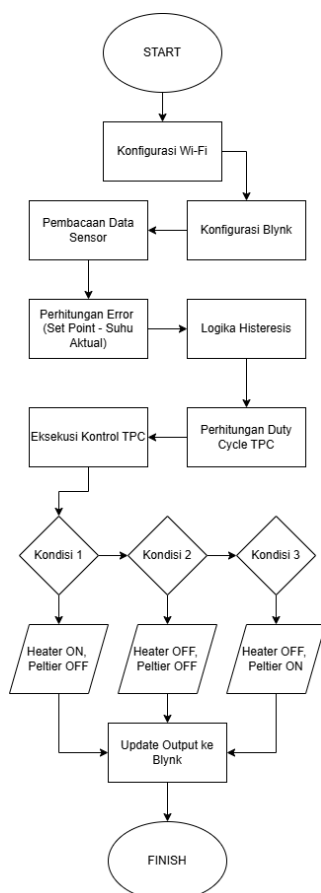 START
Konfigurasi Wi-Fi
Pembacaan Data
Sensor
Konfigurasi Blynk
Perhitungan Error
(Set Point - Suhu
Aktual)
Logika Histeresis
Eksekusi Kontrol TPC
Perhitungan Duty
Cycle TPC
Kondisi 1
Kondisi 2
Kondisi 3
Heater ON,
Peltier OFF
Heater OFF,
Peltier OFF
Heater OFF,
Peltier ON
Update Output ke
Blynk
FINISH